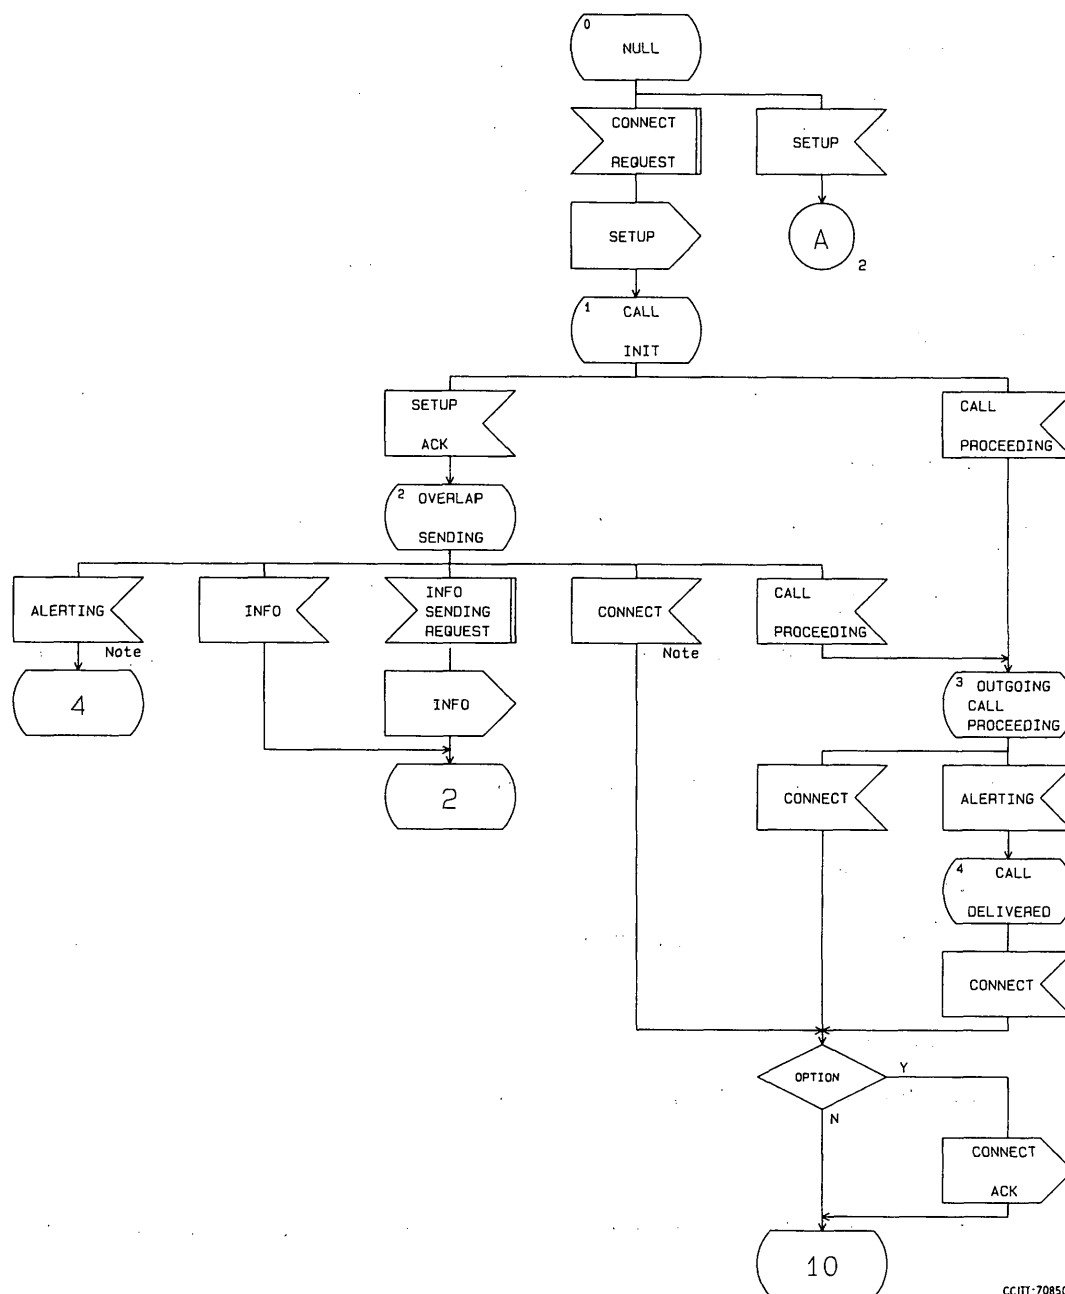 0
NULL
CONNECT
REQUEST
SETUP
SETUP
A
2
1 CALL
INIT
SETUP
ACK
CALL
PROCEEDING
2 OVERLAP
SENDING
ALERTING
Note
INFO
INFO
SENDING
REQUEST
CONNECT
Note
CALL
PROCEEDING
4
INFO
3 OUTGOING
CALL
PROCEEDING
2
CONNECT
ALERTING
4 CALL
DELIVERED
CONNECT
OPTION
Y
N
CONNECT
ACK
10
CCITT-70850